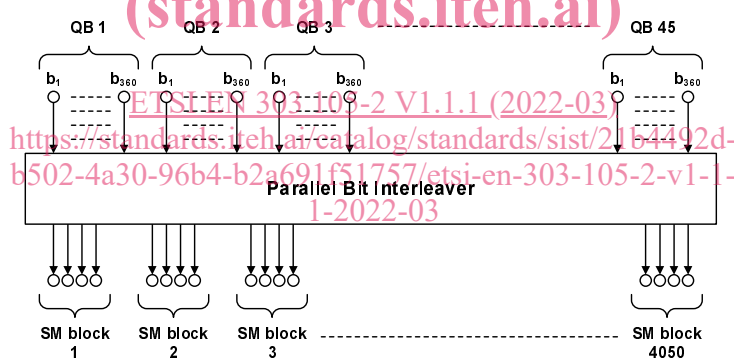 (standards.iteh.ai)
QB 1 QB 2 QB 3 QB 45
b1 b360 b1 b360 b1 b360 b1 b360
ETSI EN 303 105-2 V1.1.1 (2022-03)
https://standards.iteh.ai/catalog/standards/sist/21b4492d-
b502-4a30-96b4-b2a691f51757/etsi-en-303-105-2-v1-1-
Parallel Bit Interleaver
1-2022-03
SM block SM block SM block SM block
1 2 3 4050